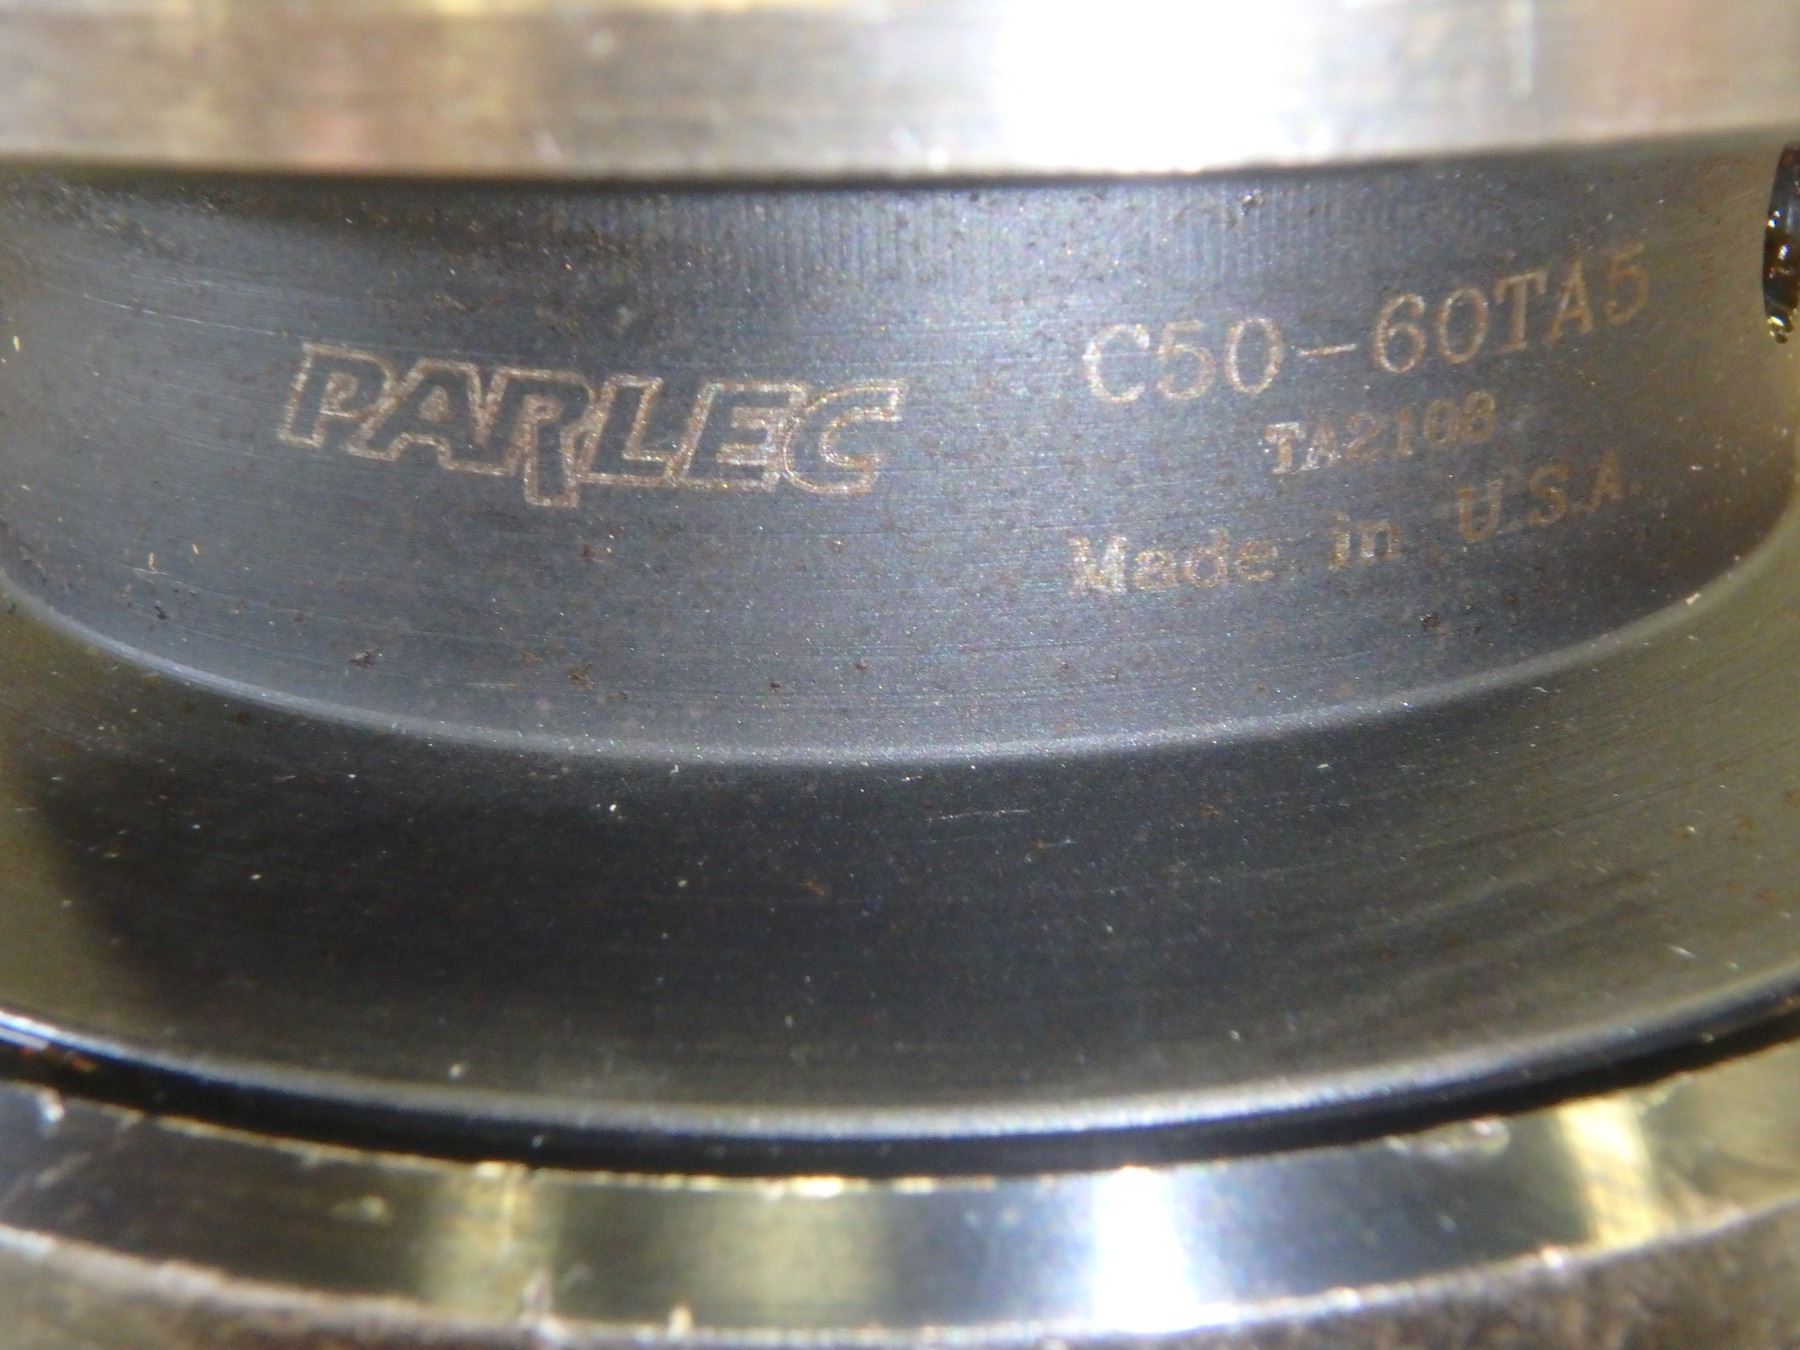 PARLEC
C50-60TA5
TA2108
Made in U.S.A.